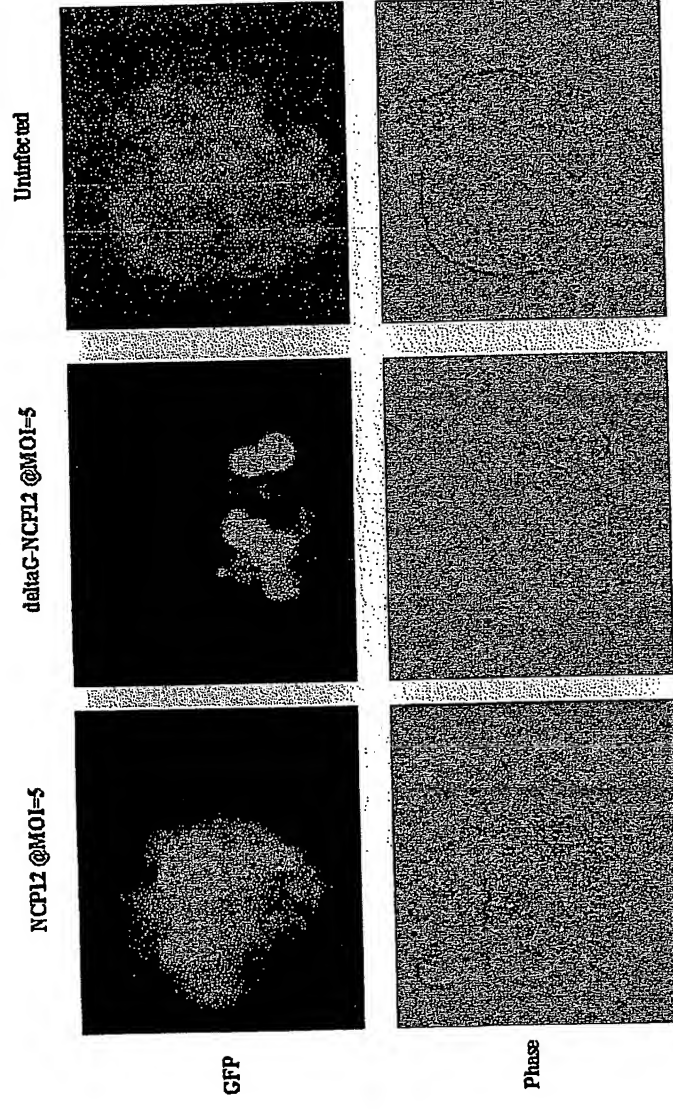 NCP12 @MOI=5
deltaG-NCP12 @MOI=5
Uninfected
GFP
Phase